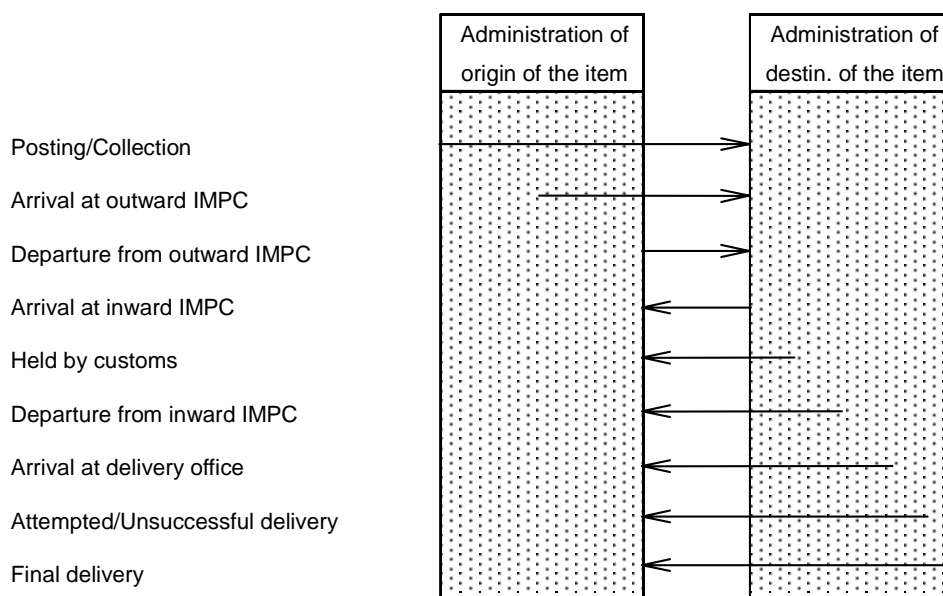 Administration of
origin of the item
Administration of
destin. of the item
Posting/Collection
Arrival at outward IMPC
Departure from outward IMPC
Arrival at inward IMPC
Held by customs
Departure from inward IMPC
Arrival at delivery office
Attempted/Unsuccessful delivery
Final delivery